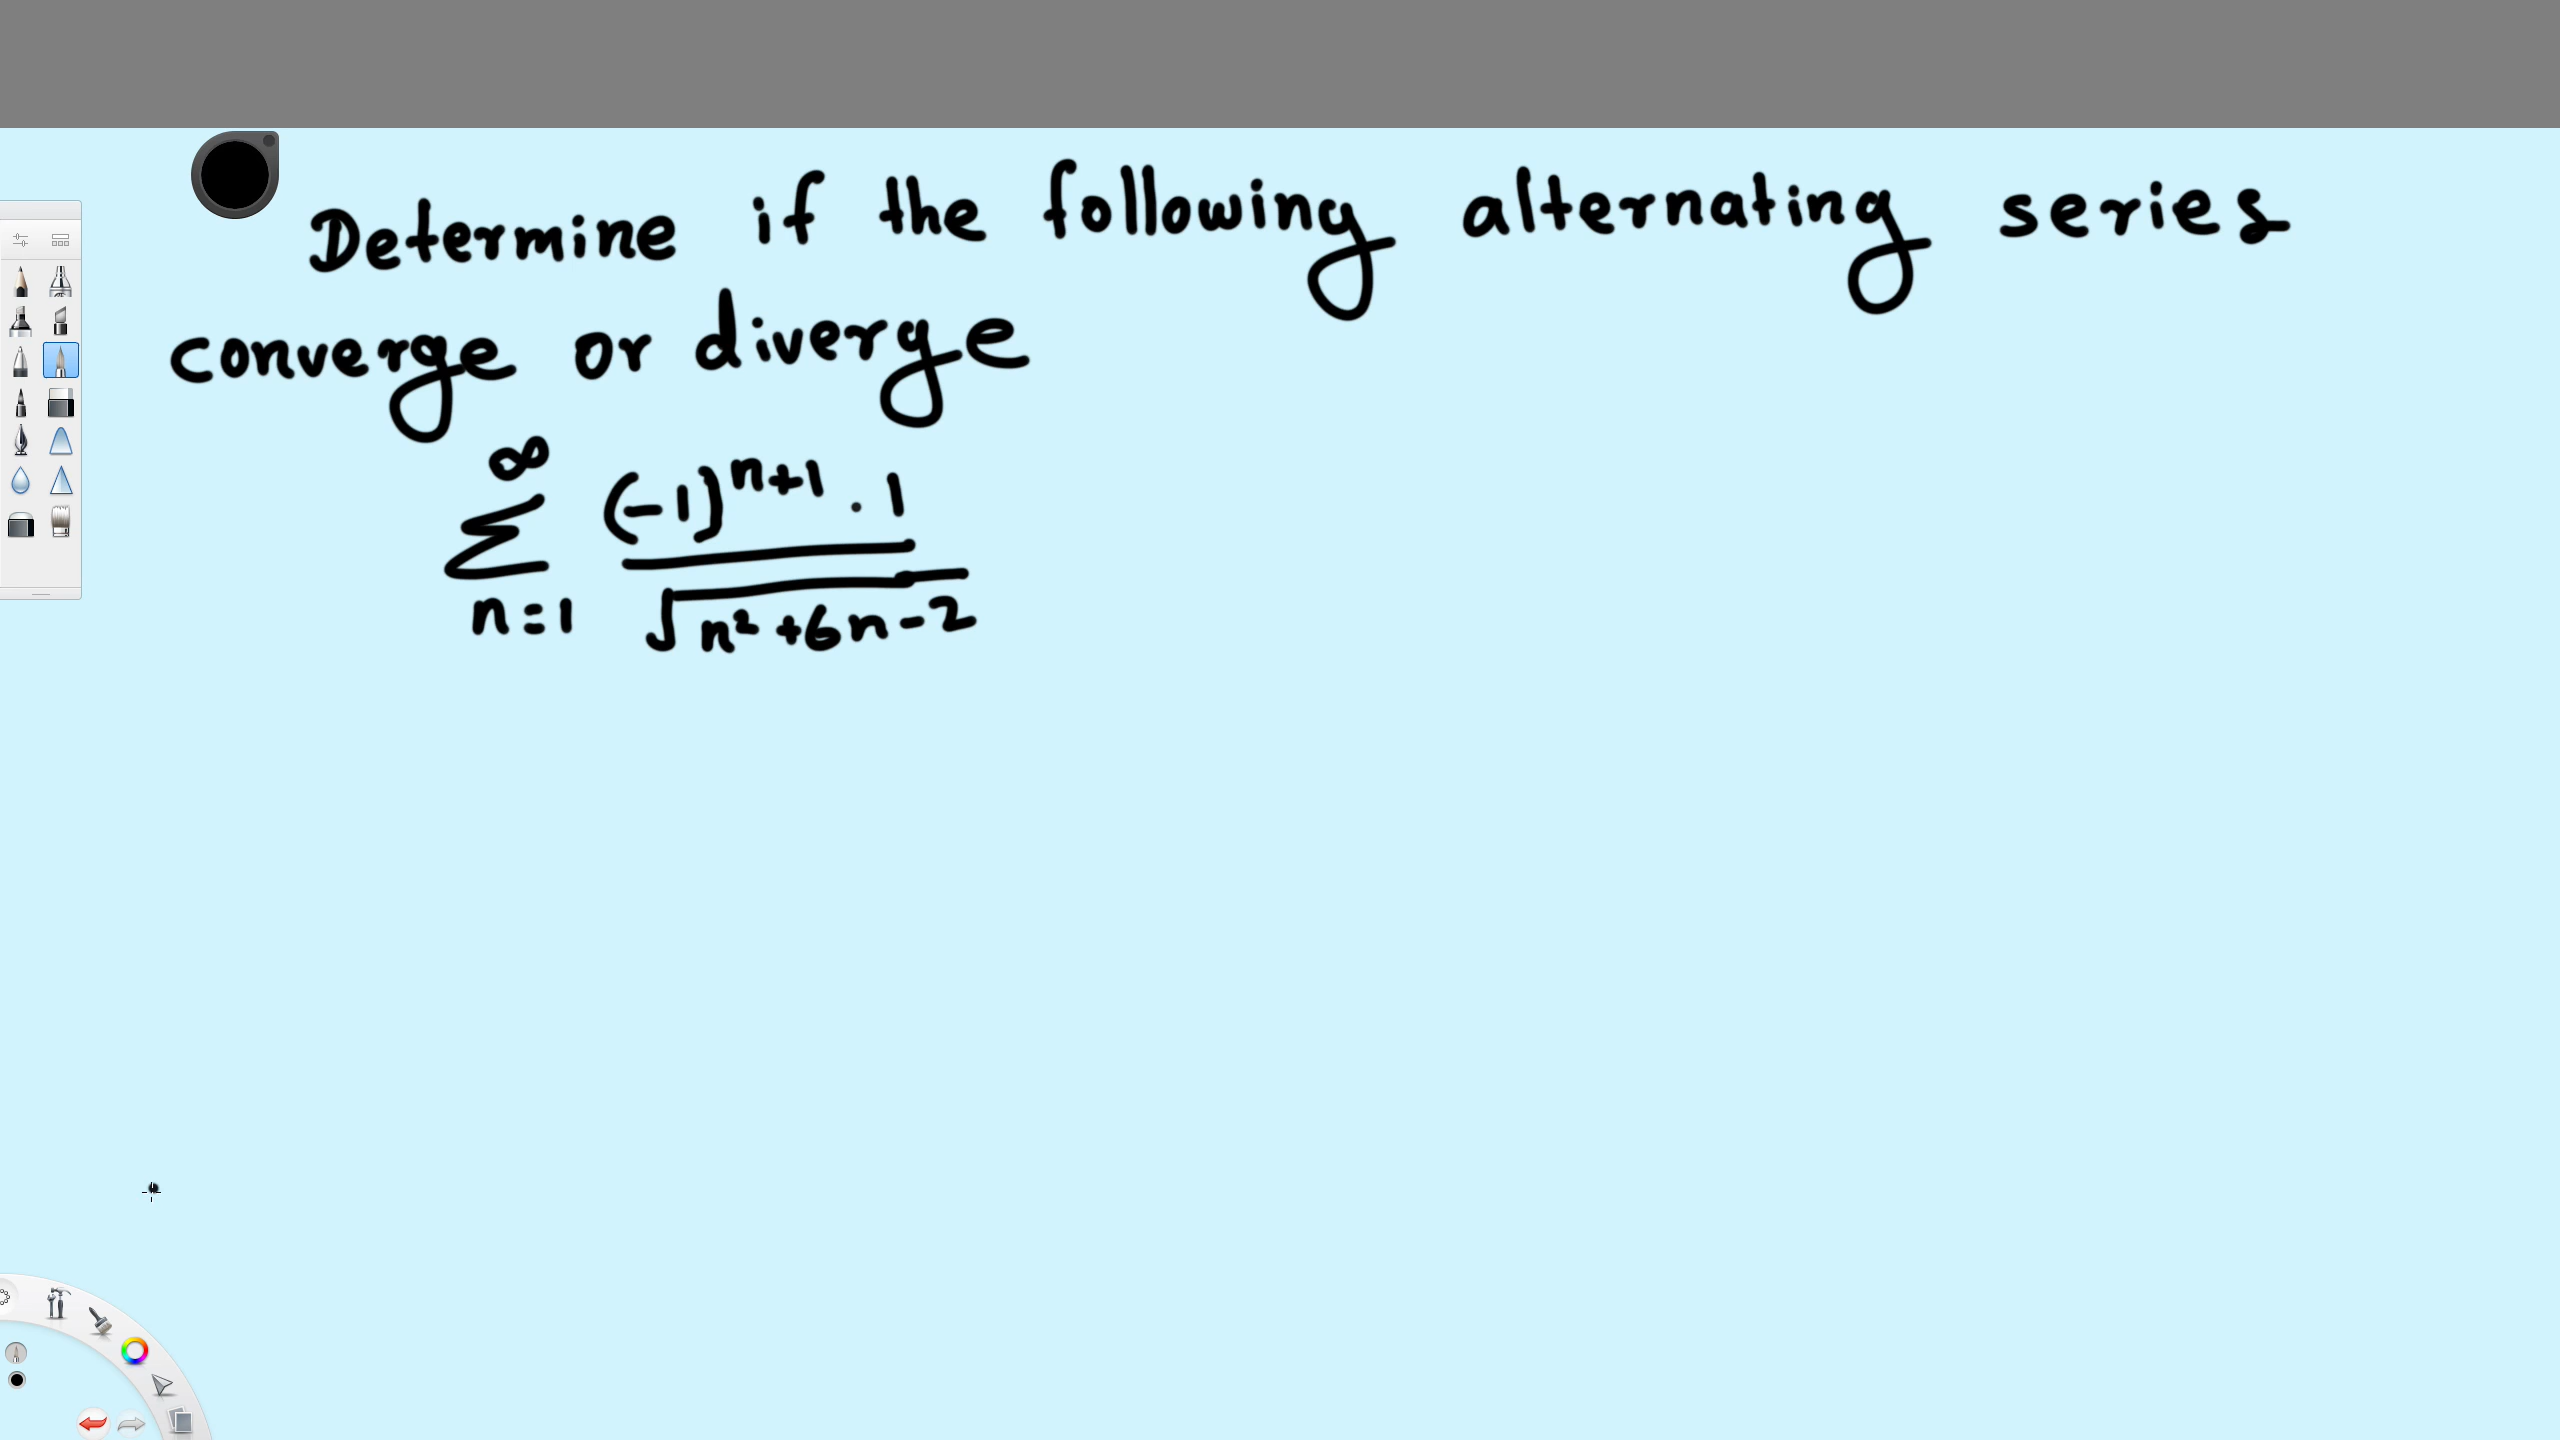 Determine if the following alternating series
converge or diverge
∞
∑ (-1)^{n+1} · 1
n=1 √n²+6n-2